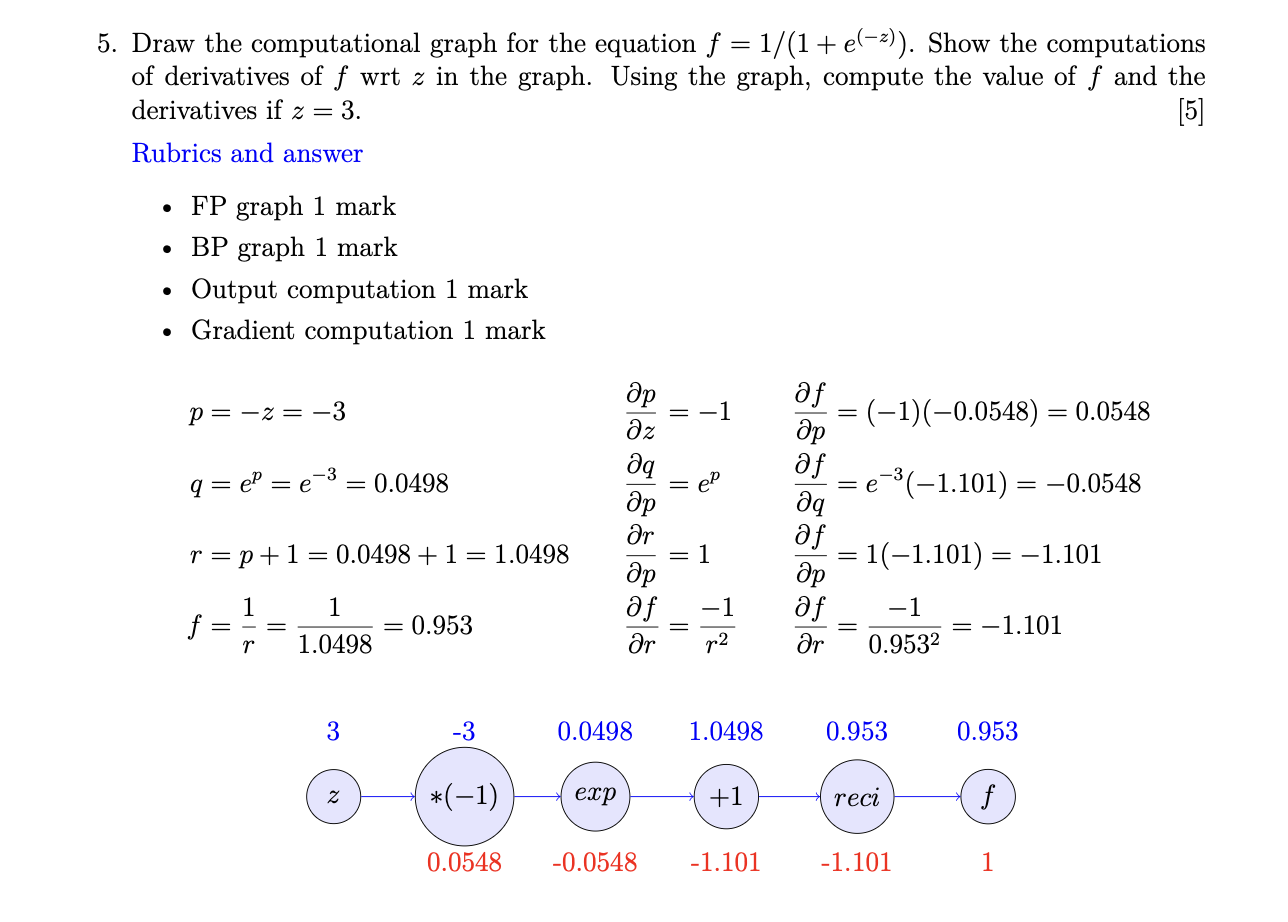 5. Draw the computational graph for the equation f = 1/(1 + e^(−z)). Show the computations
of derivatives of f wrt z in the graph. Using the graph, compute the value of f and the
derivatives if z = 3. [5]
Rubrics and answer
• FP graph 1 mark
• BP graph 1 mark
• Output computation 1 mark
• Gradient computation 1 mark
p = −z = −3 ∂p/∂z = −1 ∂f/∂p = (−1)(−0.0548) = 0.0548
q = e^p = e^−3 = 0.0498 ∂q/∂p = e^p ∂f/∂q = e^−3(−1.101) = −0.0548
r = p + 1 = 0.0498 + 1 = 1.0498 ∂r/∂p = 1 ∂f/∂p = 1(−1.101) = −1.101
f = 1/r = 1/1.0498 = 0.953 ∂f/∂r = −1/r² ∂f/∂r = −1/0.953² = −1.101
3 -3 0.0498 1.0498 0.953 0.953
z ∗(−1) exp +1 reci f
0.0548 -0.0548 -1.101 -1.101 1